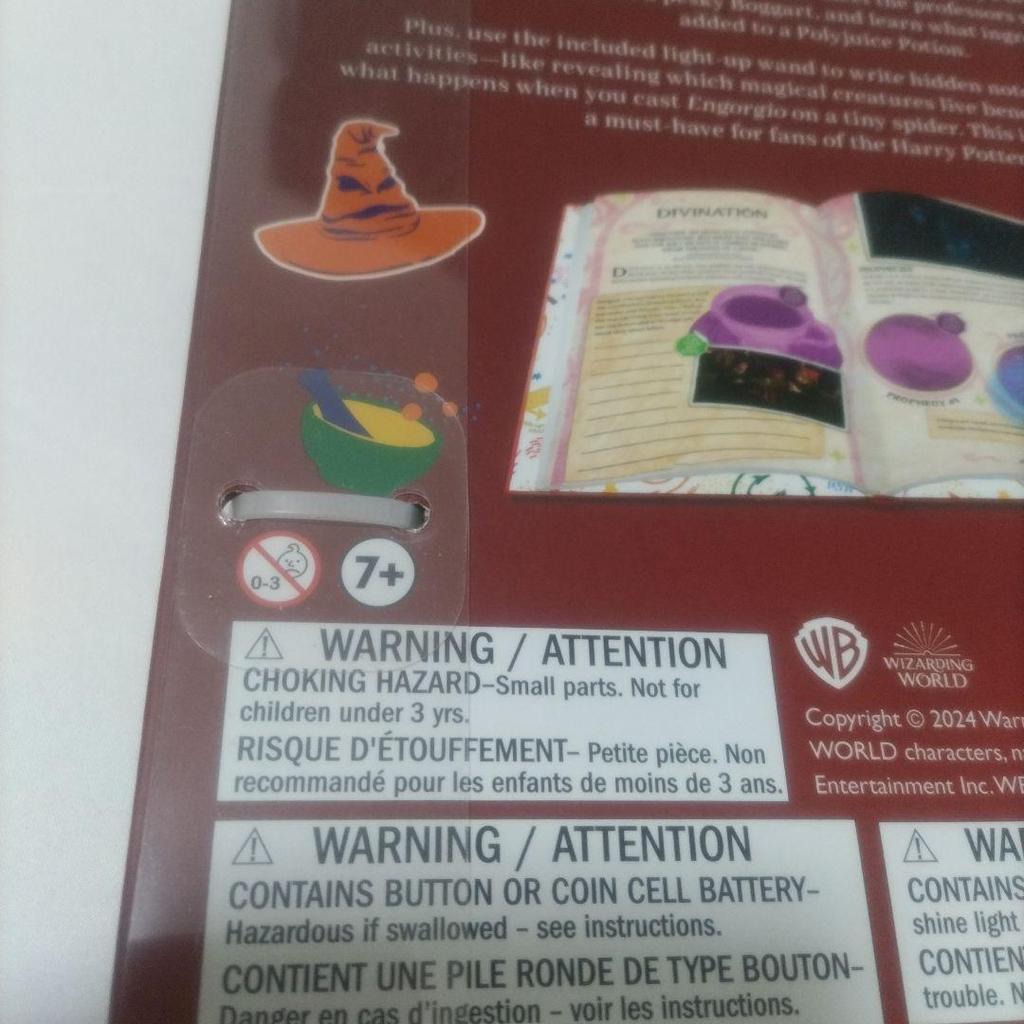 pesky Boggart, and learn what
added to a Polyjuice Potion.
Plus, use the included light-up wand to write hidden
activities—like revealing which magical creatures live
what happens when you cast Engorgio on a tiny spider. This
a must-have for fans of the Harry
DIVINATION
D
PROPHECY
0-3
7+
WARNING / ATTENTION
CHOKING HAZARD–Small parts. Not for
children under 3 yrs.
RISQUE D'ÉTOUFFEMENT– Petite pièce. Non
recommandé pour les enfants de moins de 3 ans.
WB
WIZARDING
WORLD
Copyright © 2024
WORLD characters,
Entertainment Inc.
WARNING / ATTENTION
CONTAINS BUTTON OR COIN CELL BATTERY–
Hazardous if swallowed – see instructions.
CONTIENT UNE PILE RONDE DE TYPE BOUTON–
Danger en cas d'ingestion – voir les instructions.
WA
CONTAINS
shine light
CONTIEN
trouble. N